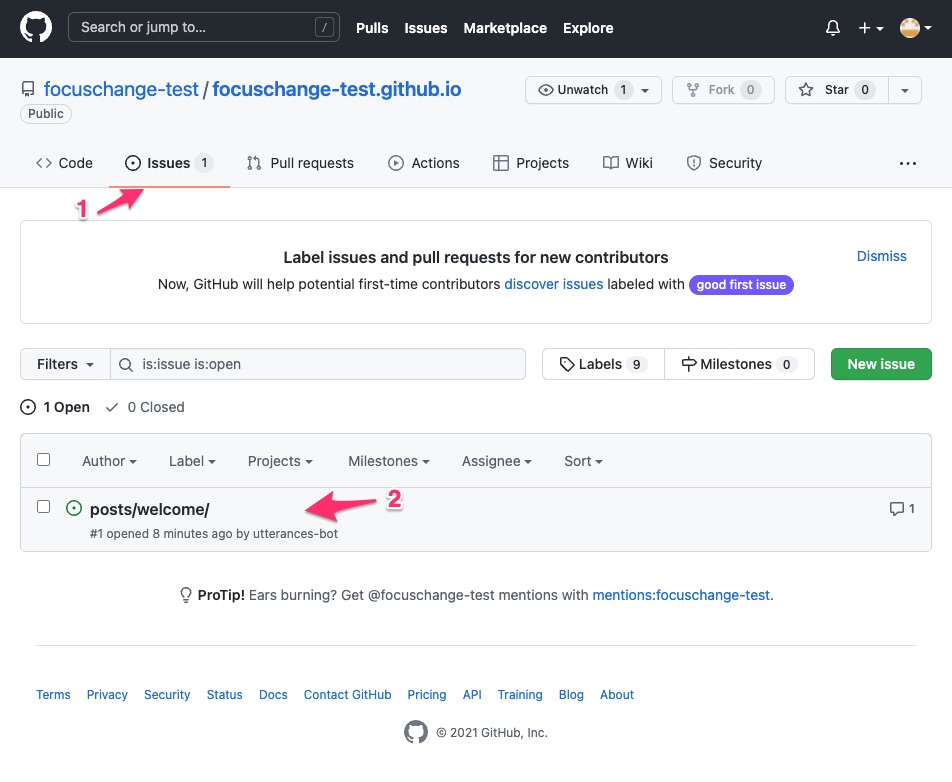 Search or jump to... / Pulls Issues Marketplace Explore
focuschange-test / focuschange-test.github.io Unwatch 1 Fork 0 Star 0
Public
Code Issues 1 Pull requests Actions Projects Wiki Security ...
1
Label issues and pull requests for new contributors Dismiss
Now, GitHub will help potential first-time contributors discover issues labeled with good first issue
Filters is:issue is:open Labels 9 Milestones 0 New issue
1 Open 0 Closed
Author Label Projects Milestones Assignee Sort
posts/welcome/ 2 1
#1 opened 8 minutes ago by utterances-bot
ProTip! Ears burning? Get @focuschange-test mentions with mentions:focuschange-test.
Terms Privacy Security Status Docs Contact GitHub Pricing API Training Blog About
© 2021 GitHub, Inc.